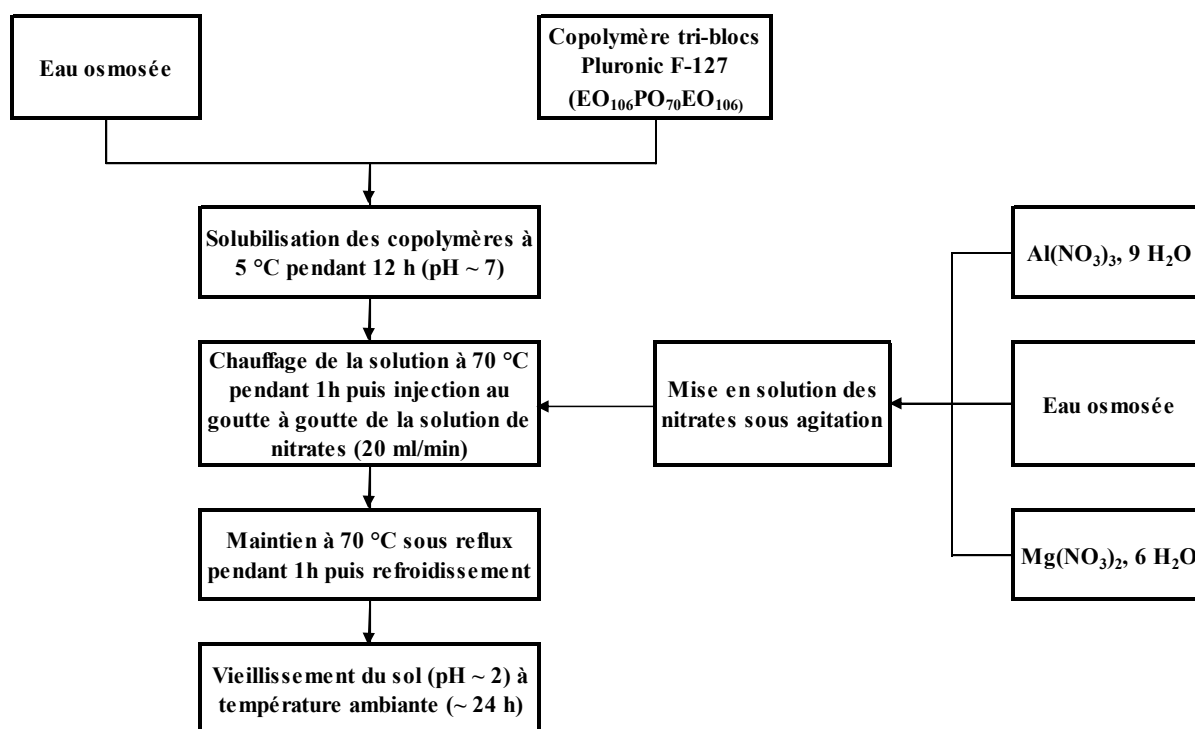 Eau osmosée
Copolymère tri-blocs
Pluronic F-127
(EO₁₀₆PO₇₀EO₁₀₆)
Solubilisation des copolymères à
5 °C pendant 12 h (pH ~ 7)
Al(NO₃)₃, 9 H₂O
Chauffage de la solution à 70 °C
pendant 1h puis injection au
goutte à goutte de la solution de
nitrates (20 ml/min)
Mise en solution des
nitrates sous agitation
Eau osmosée
Maintien à 70 °C sous reflux
pendant 1h puis refroidissement
Mg(NO₃)₂, 6 H₂O
Vieillissement du sol (pH ~ 2) à
température ambiante (~ 24 h)